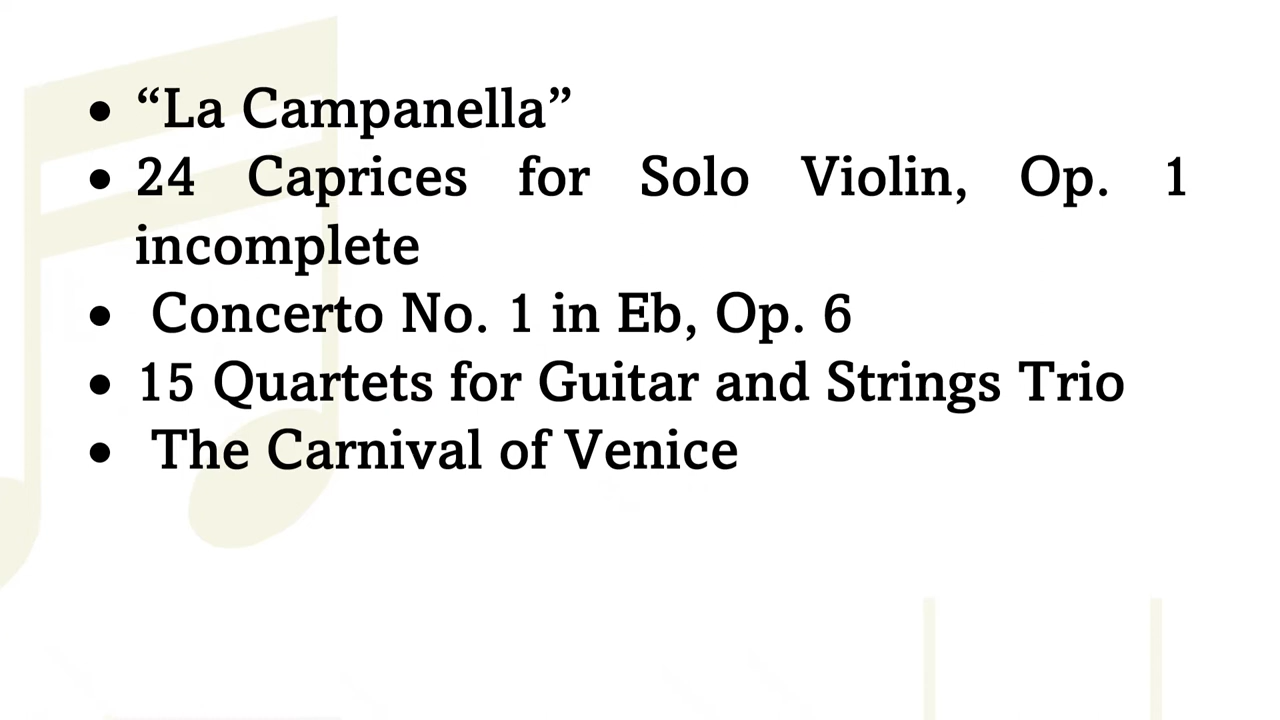 • “La Campanella”
• 24 Caprices for Solo Violin, Op. 1
incomplete
• Concerto No. 1 in Eb, Op. 6
• 15 Quartets for Guitar and Strings Trio
• The Carnival of Venice